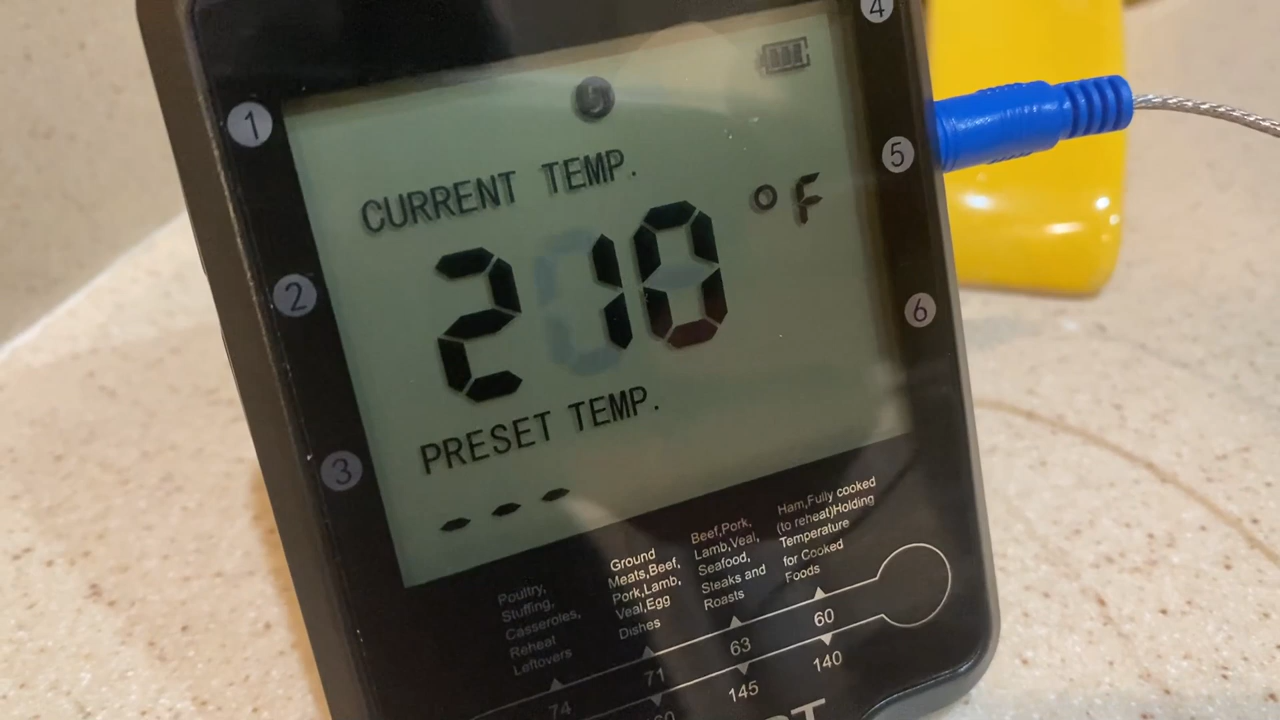 1
2
3
4
5
6
5
CURRENT TEMP.
210 °F
PRESET TEMP.
---
Poultry,
Stuffing,
Casseroles,
Reheat
Leftovers
Ground
Meats,Beef,
Pork,Lamb,
Veal,Egg
Dishes
Beef,Pork,
Lamb,Veal,
Seafood,
Steaks and
Roasts
Ham,Fully cooked
(to reheat)Holding
Temperature
for Cooked
Foods
74 71 63 60
145 140